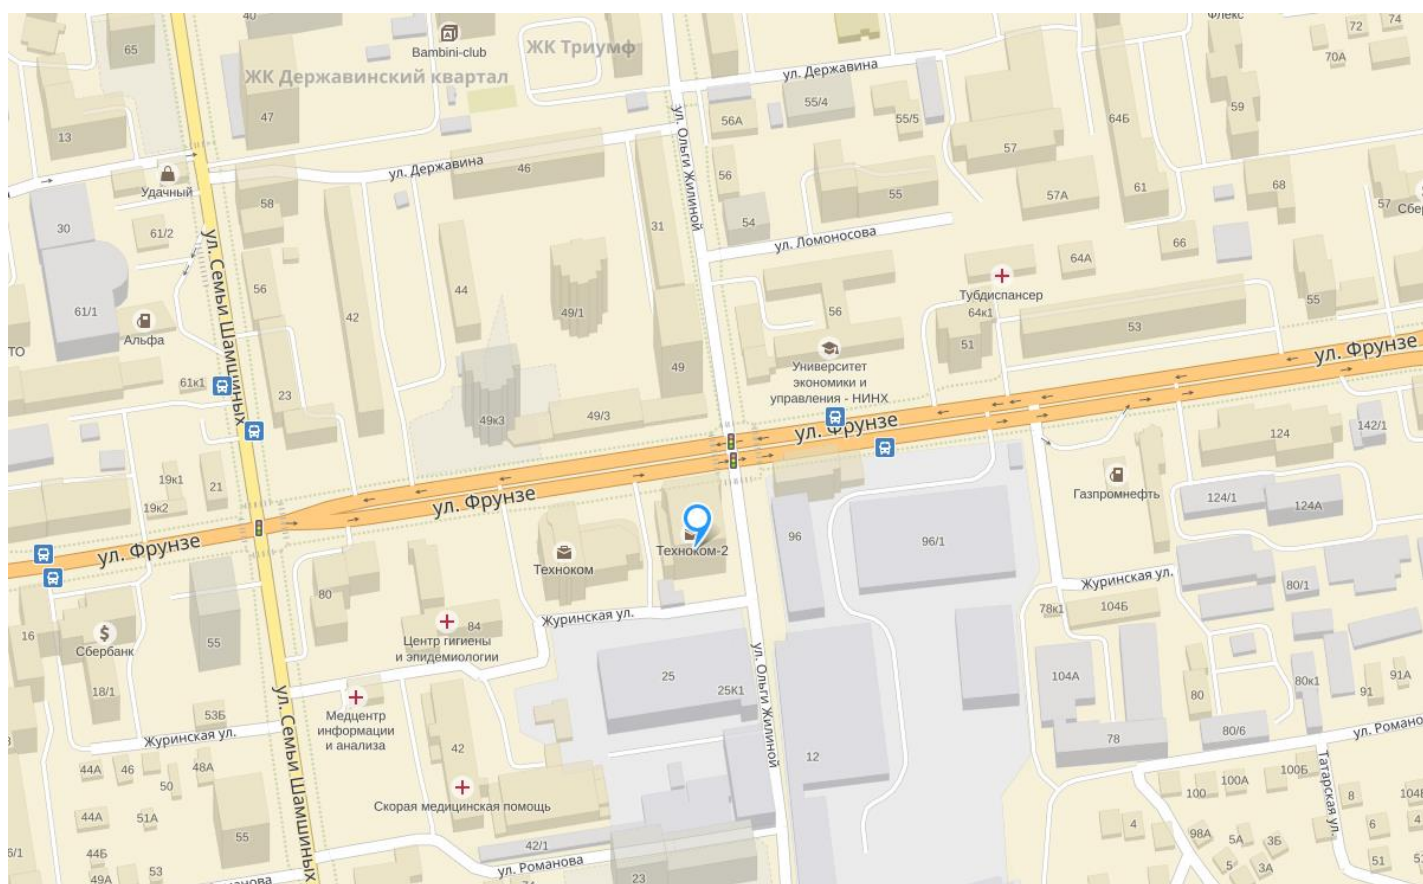 40
65
Bambini-club
ЖК Триумф
Флекс
72
74
70А
ЖК Державинский квартал
ул. Державина
47
13
55/4
56А
55/5
64Б
59
57
ул. Ольги Жилиной
ул. Державина
46
Удачный
58
56
55
57А
61
68
57
Сбер
30
61/2
31
54
ул. Ломоносова
66
64А
ул. Семьи Шамшиных
56
44
Тубдиспансер
64к1
55
61/1
42
49/1
56
53
Альфа
ТО
51
ул. Фрунзе
49
Университет
экономики и
управления - НИНХ
61к1
23
49к3
49/3
ул. Фрунзе
124
142/1
19к1
21
19к2
ул. Фрунзе
Газпромнефть
124/1
124А
96
96/1
ул. Фрунзе
Техноком
Техноком-2
80
Журинская ул.
80/1
16
Сбербанк
55
84
Центр гигиены
и эпидемиологии
Журинская ул.
78к1
104Б
18/1
53Б
25
25К1
ул. Ольги Жилиной
104А
80
80к1
91
91А
Медцентр
информации
и анализа
Журинская ул.
ул. Семьи Шамшиных
42
12
78
80/6
ул. Романо
44А
46
50
48А
Скорая медицинская помощь
100
100А
100Б
Татарская ул.
8
104Б
44А
51А
55
4
98А
5А
3Б
6
4
6/1
44Б
53
49А
42/1
ул. Романова
23
5
3А
51